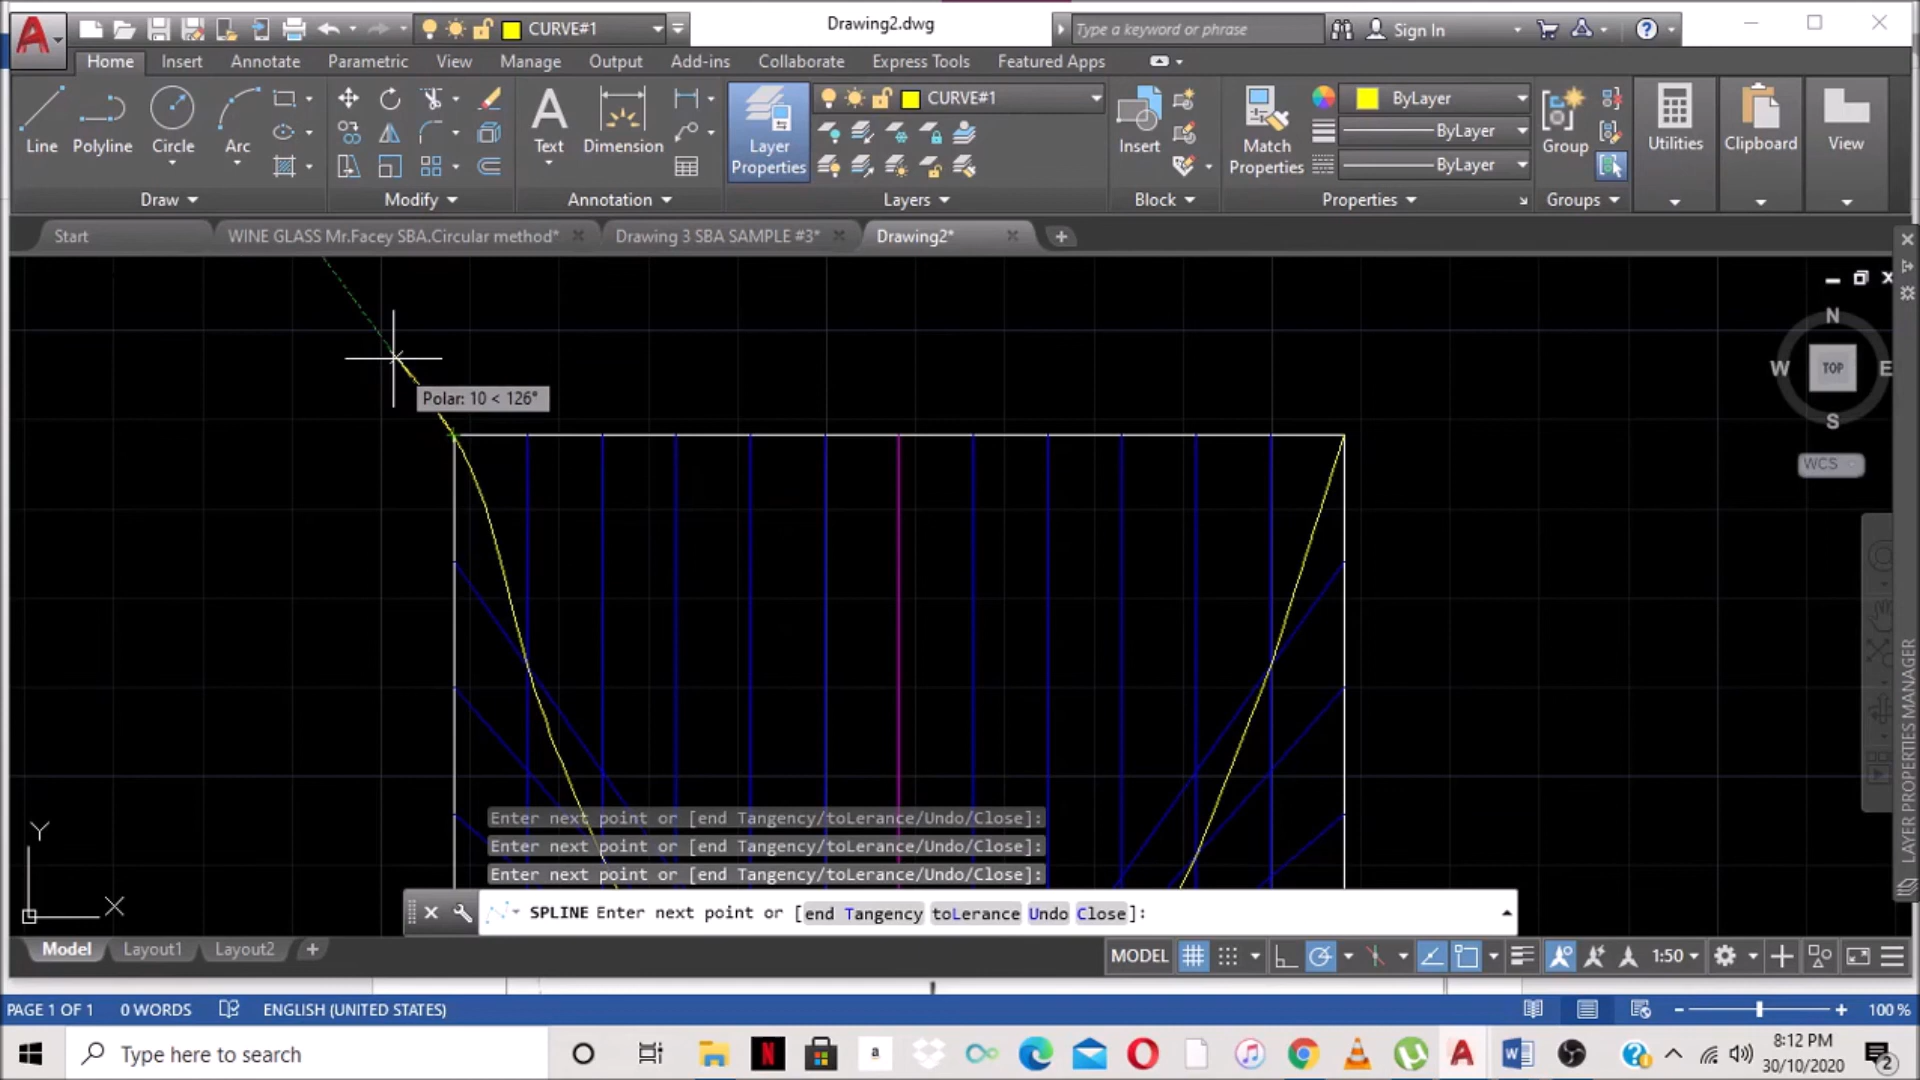 CURVE#1
Drawing2.dwg
Type a keyword or phrase
Sign In
Home
Insert
Annotate
Parametric
View
Manage
Output
Add-ins
Collaborate
Express Tools
Featured Apps
Line
Polyline
Circle
Arc
Text
Dimension
Layer
Properties
CURVE#1
Insert
Match
Properties
ByLayer
ByLayer
ByLayer
Group
Utilities
Clipboard
View
Draw
Modify
Annotation
Layers
Block
Properties
Groups
Start
WINE GLASS Mr.Facey SBA.Circular method*
Drawing 3 SBA SAMPLE #3*
Drawing2*
N
W
TOP
E
S
WCS
Polar: 10 < 126°
LAYER PROPERTIES MANAGER
Y
X
Enter next point or [end Tangency/toLerance/Undo/Close]:
Enter next point or [end Tangency/toLerance/Undo/Close]:
Enter next point or [end Tangency/toLerance/Undo/Close]:
SPLINE Enter next point or [end Tangency toLerance Undo Close]:
Model
Layout1
Layout2
MODEL
1:50
PAGE 1 OF 1
0 WORDS
ENGLISH (UNITED STATES)
100 %
Type here to search
8:12 PM
30/10/2020
2